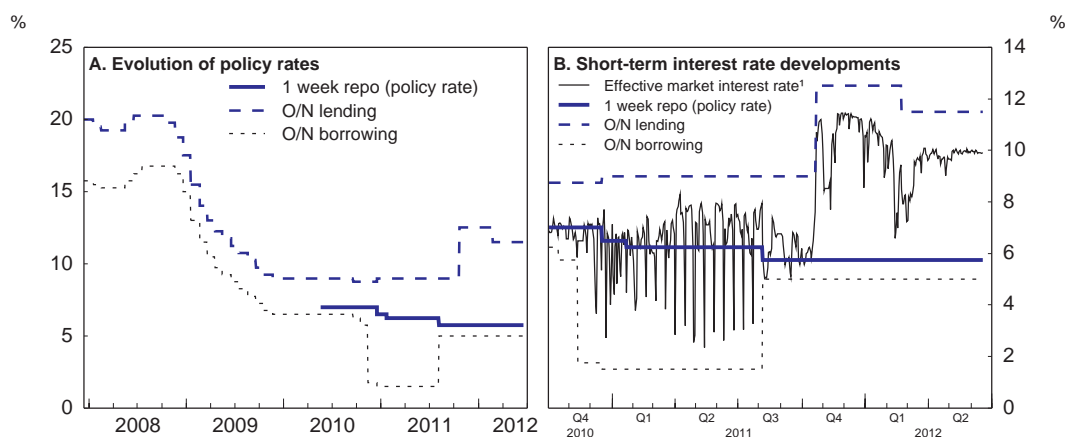 %
25
20
15
10
5
0
A. Evolution of policy rates
1 week repo (policy rate)
O/N lending
O/N borrowing
2008 2009 2010 2011 2012
%
14
12
10
8
6
4
2
0
B. Short-term interest rate developments
Effective market interest rate¹
1 week repo (policy rate)
O/N lending
O/N borrowing
Q4 Q1 Q2 Q3 Q4 Q1 Q2
2010 2011 2012